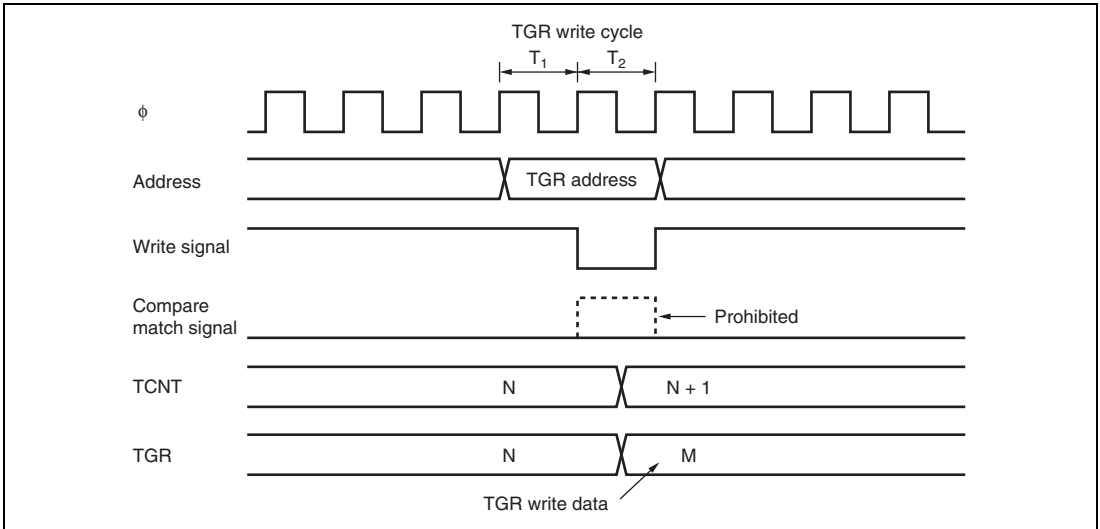 TGR write cycle
T1 T2
ϕ
Address TGR address
Write signal
Compare
match signal Prohibited
TCNT N N + 1
TGR N M
TGR write data